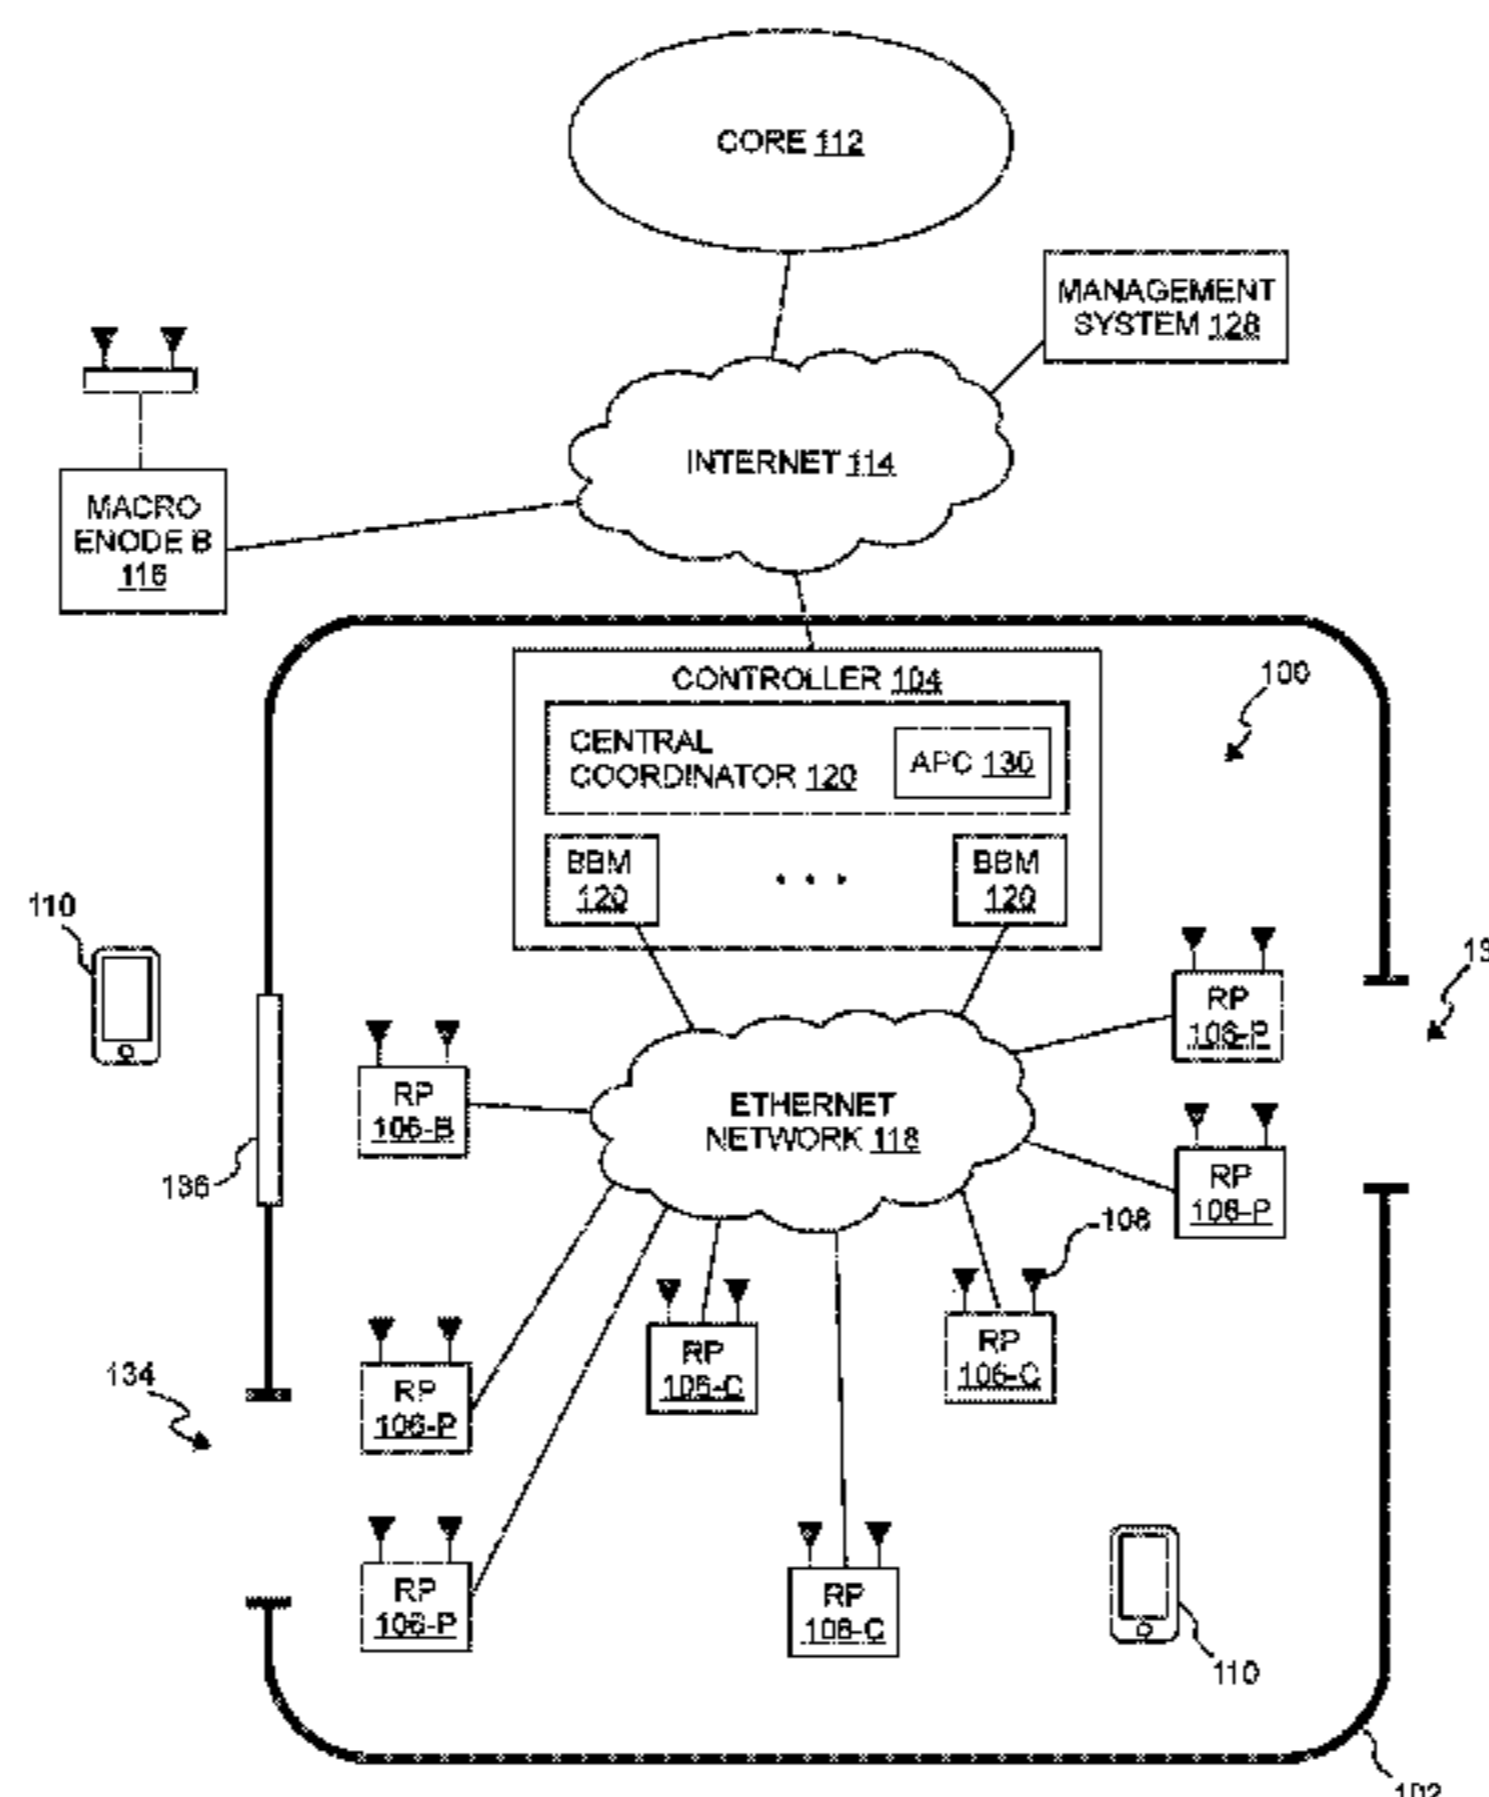 CORE 112
MANAGEMENT
SYSTEM 128
INTERNET 114
MACRO
ENODE B
116
CONTROLLER 104
100
CENTRAL
COORDINATOR 120
APC 130
BBM
120
• • •
BBM
120
110
RP
106-P
RP
106-B
ETHERNET
NETWORK 118
136
RP
106-P
108
134
RP
106-P
RP
106-C
RP
106-C
RP
106-P
RP
106-C
110